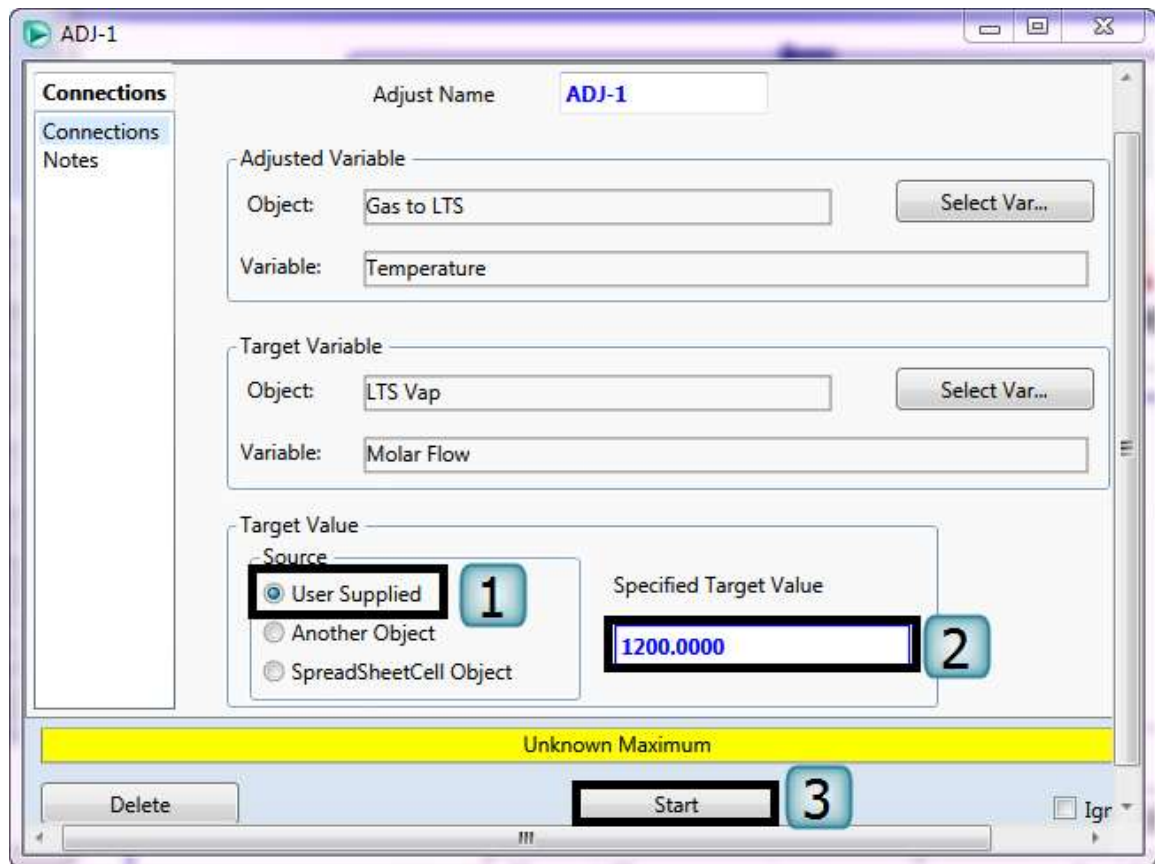 ADJ-1
Connections
Connections
Notes
Adjust Name ADJ-1
Adjusted Variable
Object: Gas to LTS Select Var...
Variable: Temperature
Target Variable
Object: LTS Vap Select Var...
Variable: Molar Flow
Target Value
Source
User Supplied 1
Another Object
SpreadSheetCell Object
Specified Target Value
1200.0000 2
Unknown Maximum
Delete Start 3 Igr